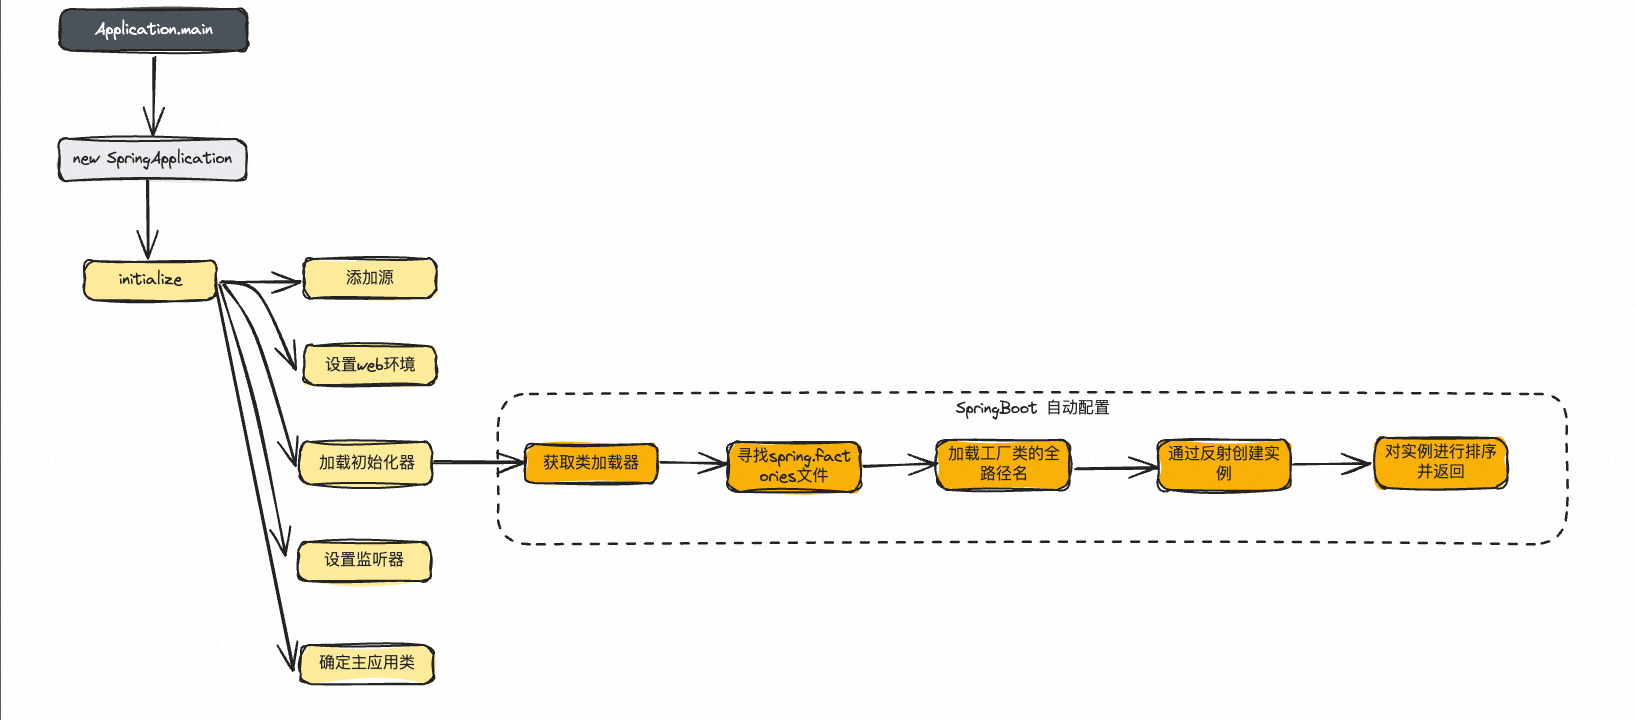 Application.main
new SpringApplication
initialize
添加源
设置web环境
SpringBoot 自动配置
加载初始化器
获取类加载器
寻找spring.fact
ories文件
加载工厂类的全
路径名
通过反射创建实
例
对实例进行排序
并返回
设置监听器
确定主应用类